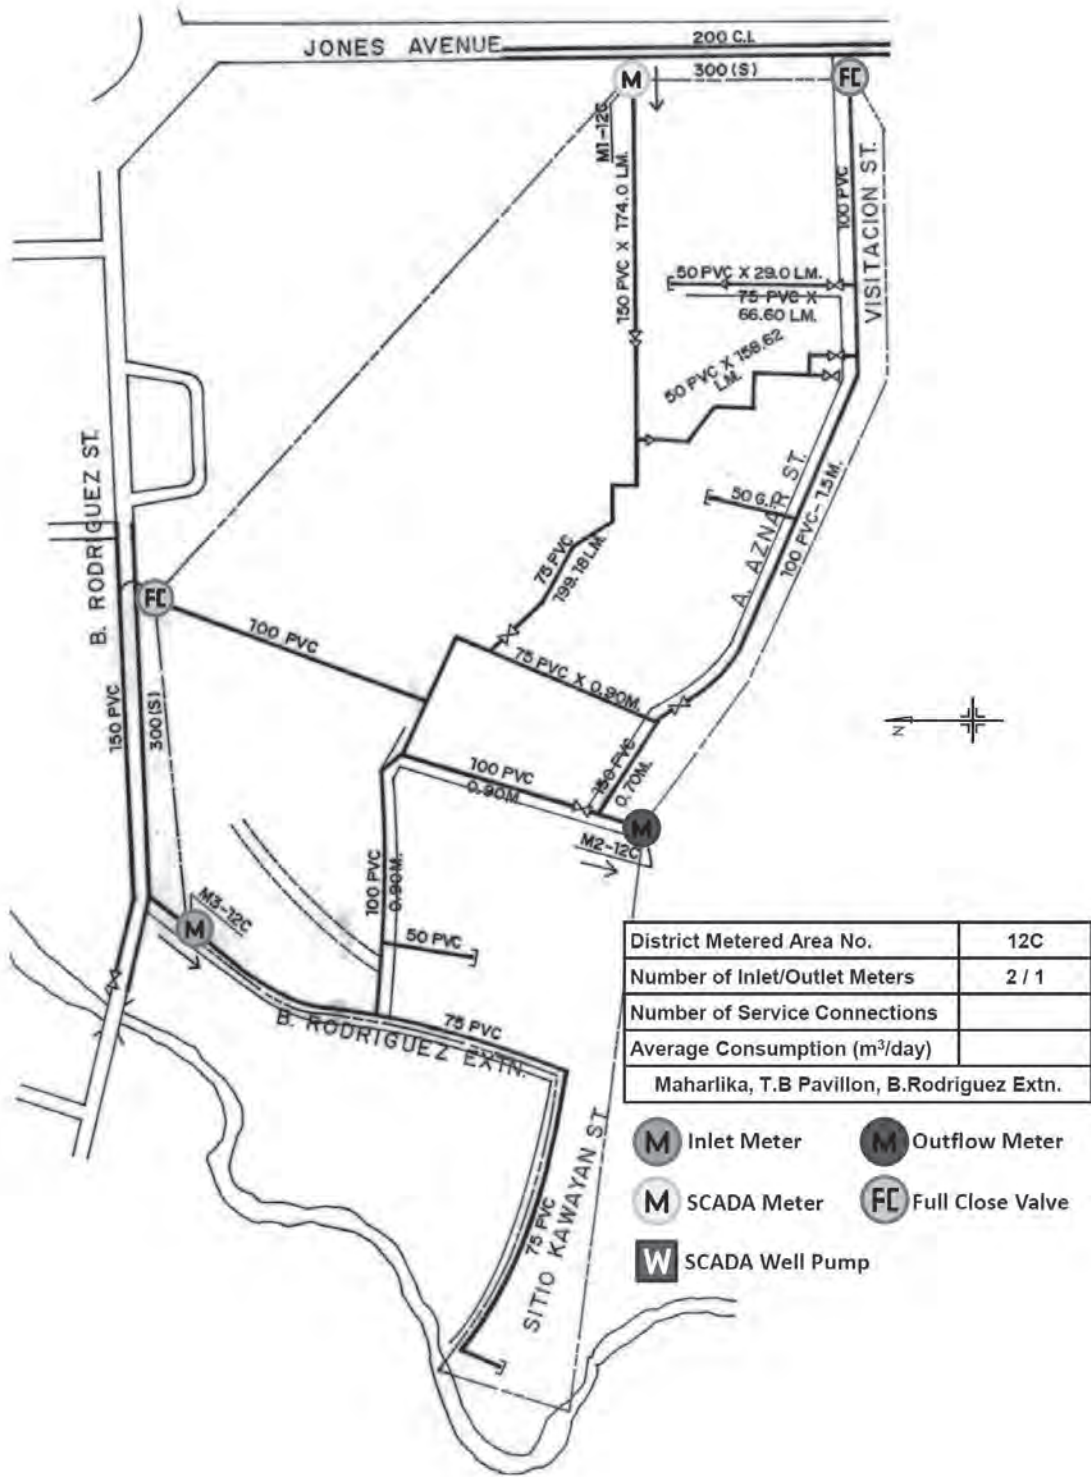 JONES AVENUE
200 C.I.
300 (S)
M
FC
M1-12C
150 PVC X 174.0 LM.
100 PVC
VISITACION ST.
50 PVC X 29.0 LM.
75 PVC X
66.60 LM.
50 PVC X 158.62
LM.
B. RODRIGUEZ ST.
50 G.I.
A. AZNAR ST.
100 PVC-1.5M.
75 PVC
199.18 LM
FC
100 PVC
75 PVC X 0.90M.
150 PVC
300(S)
N
100 PVC
0.90M
150 PVC
0.70M.
M
M2-12C
100 PVC
0.90M.
M3-12C
M
50 PVC
B. RODRIGUEZ EXTN.
75 PVC
75 PVC
SITIO KAWAYAN ST
District Metered Area No. 12C
Number of Inlet/Outlet Meters 2 / 1
Number of Service Connections
Average Consumption (m³/day)
Maharlika, T.B Pavillon, B.Rodriguez Extn.
M Inlet Meter
M Outflow Meter
M SCADA Meter
FC Full Close Valve
W SCADA Well Pump